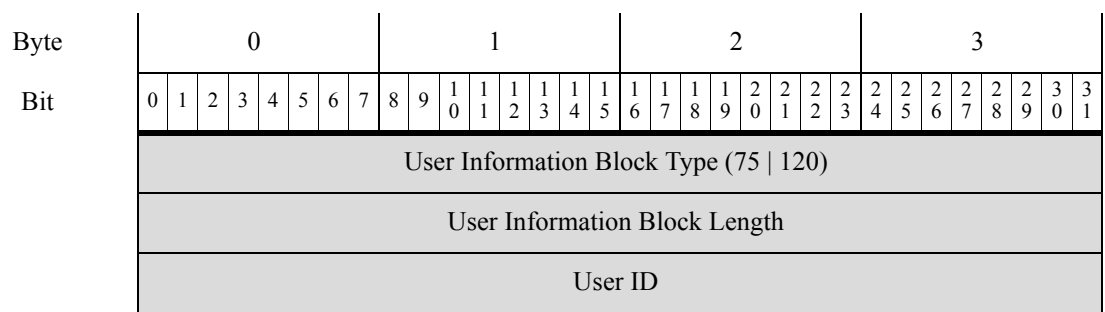 Byte 0 1 2 3
Bit 0 1 2 3 4 5 6 7 8 9 10 11 12 13 14 15 16 17 18 19 20 21 22 23 24 25 26 27 28 29 30 31
User Information Block Type (75 | 120)
User Information Block Length
User ID